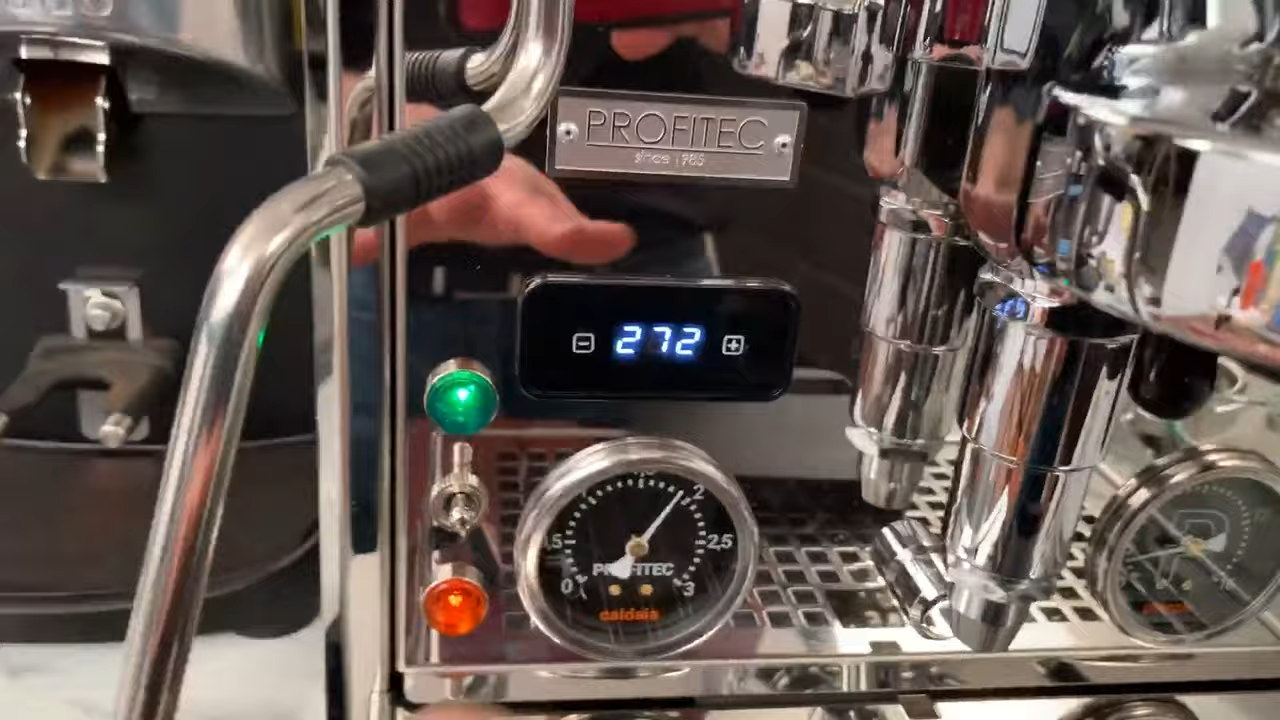 PROFITEC
since 1985
− 272 +
2
,5
2,5
PROFITEC
0
3
caldaia